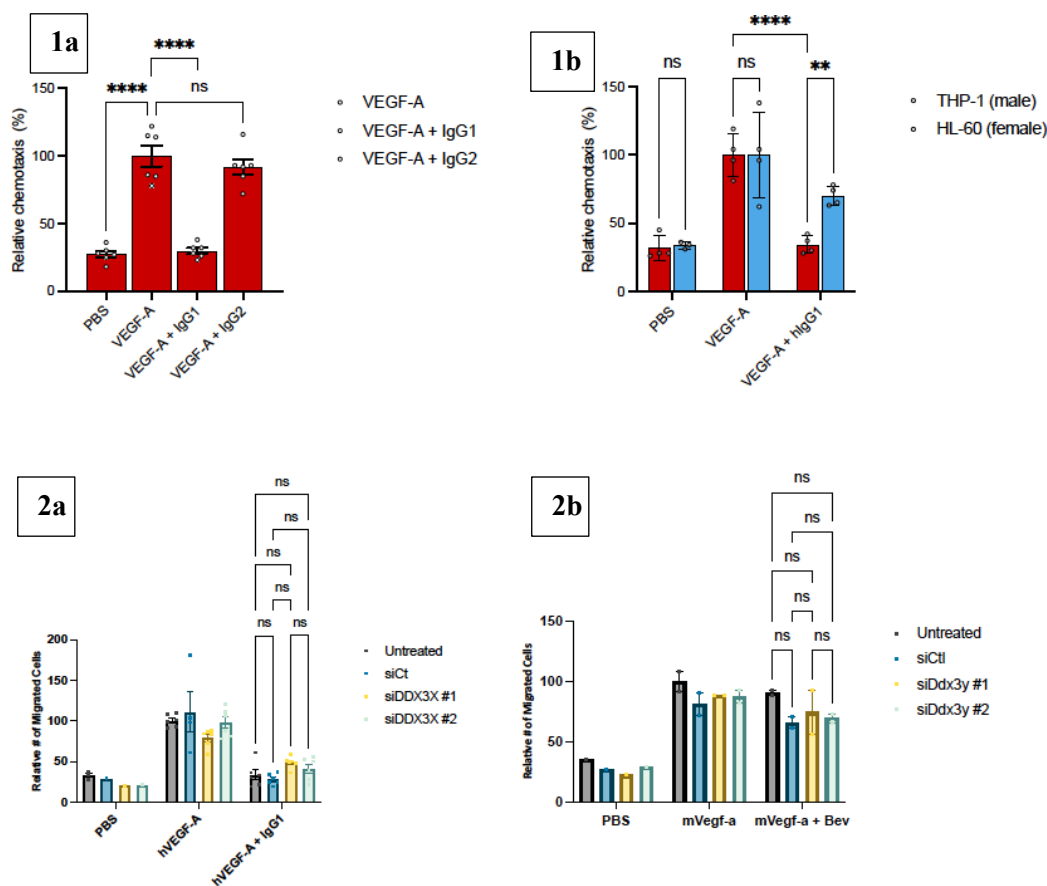 1a
****
****
ns
150
100
50
0
Relative chemotaxis (%)
PBS
VEGF-A
VEGF-A + IgG1
VEGF-A + IgG2
VEGF-A
VEGF-A + IgG1
VEGF-A + IgG2
1b
****
ns
ns
**
150
100
50
0
Relative chemotaxis (%)
PBS
VEGF-A
VEGF-A + hIgG1
THP-1 (male)
HL-60 (female)
2a
ns
ns
ns
ns
ns
ns
200
150
100
50
0
Relative # of Migrated Cells
PBS
hVEGF-A
hVEGF-A + IgG1
Untreated
siCt
siDDX3X #1
siDDX3X #2
2b
ns
ns
ns
ns
ns
ns
150
100
50
0
Relative # of Migrated Cells
PBS
mVegf-a
mVegf-a + Bev
Untreated
siCtl
siDdx3y #1
siDdx3y #2